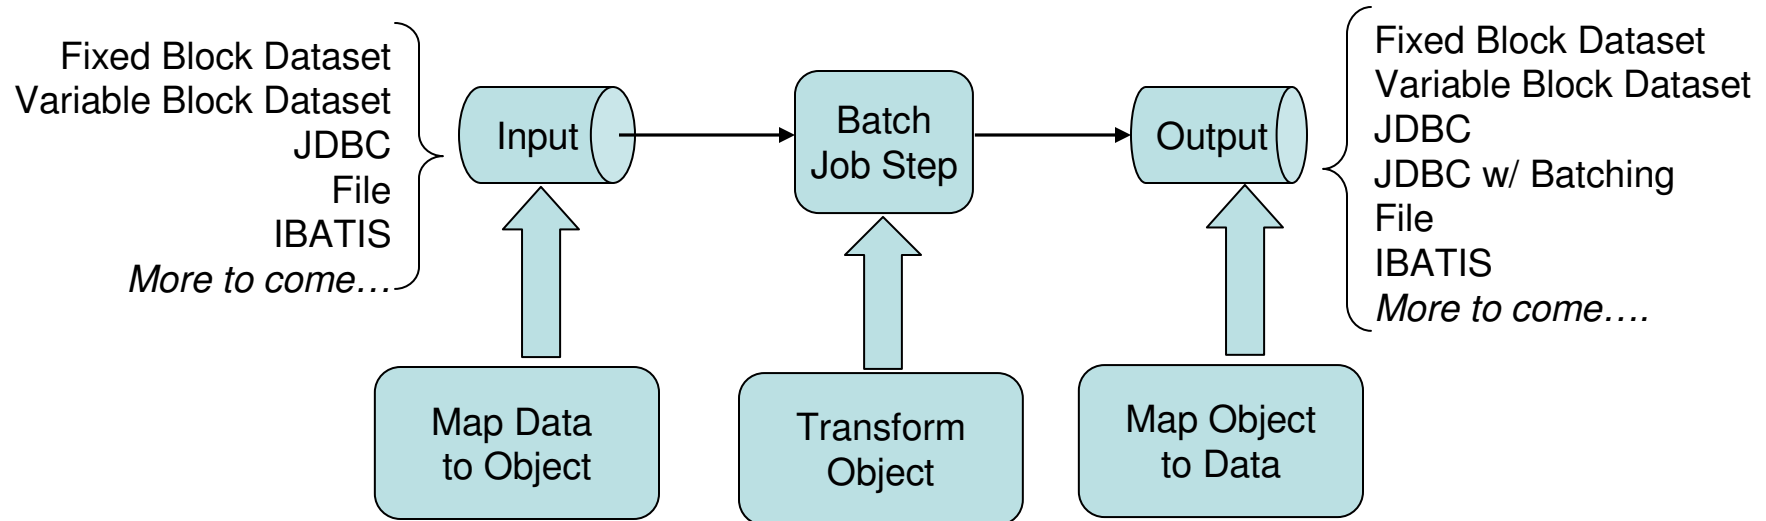 Fixed Block Dataset
Variable Block Dataset
JDBC
File
IBATIS
More to come…
Input
Batch
Job Step
Output
Fixed Block Dataset
Variable Block Dataset
JDBC
JDBC w/ Batching
File
IBATIS
More to come….
Map Data
to Object
Transform
Object
Map Object
to Data